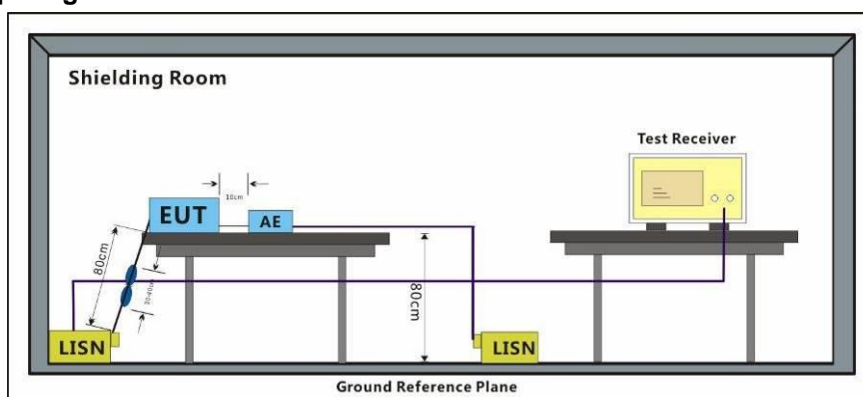 Shielding Room
Test Receiver
10cm
EUT
AE
80cm
80cm
LISN
LISN
Ground Reference Plane